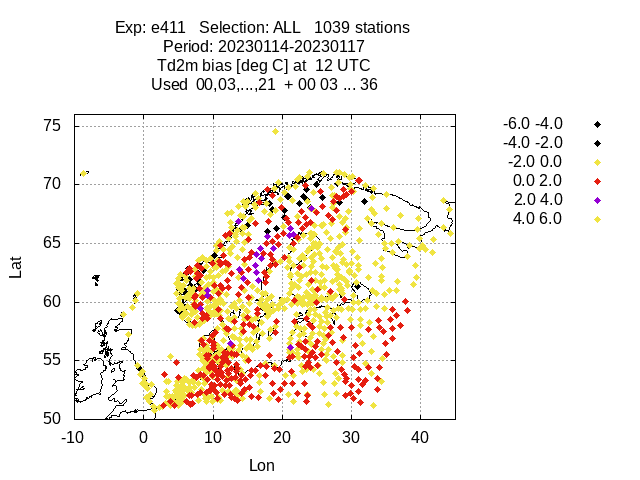 Exp: e411 Selection: ALL 1039 stations
Period: 20230114-20230117
Td2m bias [deg C] at 12 UTC
Used 00,03,...,21 + 00 03 ... 36
-6.0 -4.0
-4.0 -2.0
-2.0 0.0
0.0 2.0
2.0 4.0
4.0 6.0
75
70
65
60
55
50
Lat
-10 0 10 20 30 40
Lon